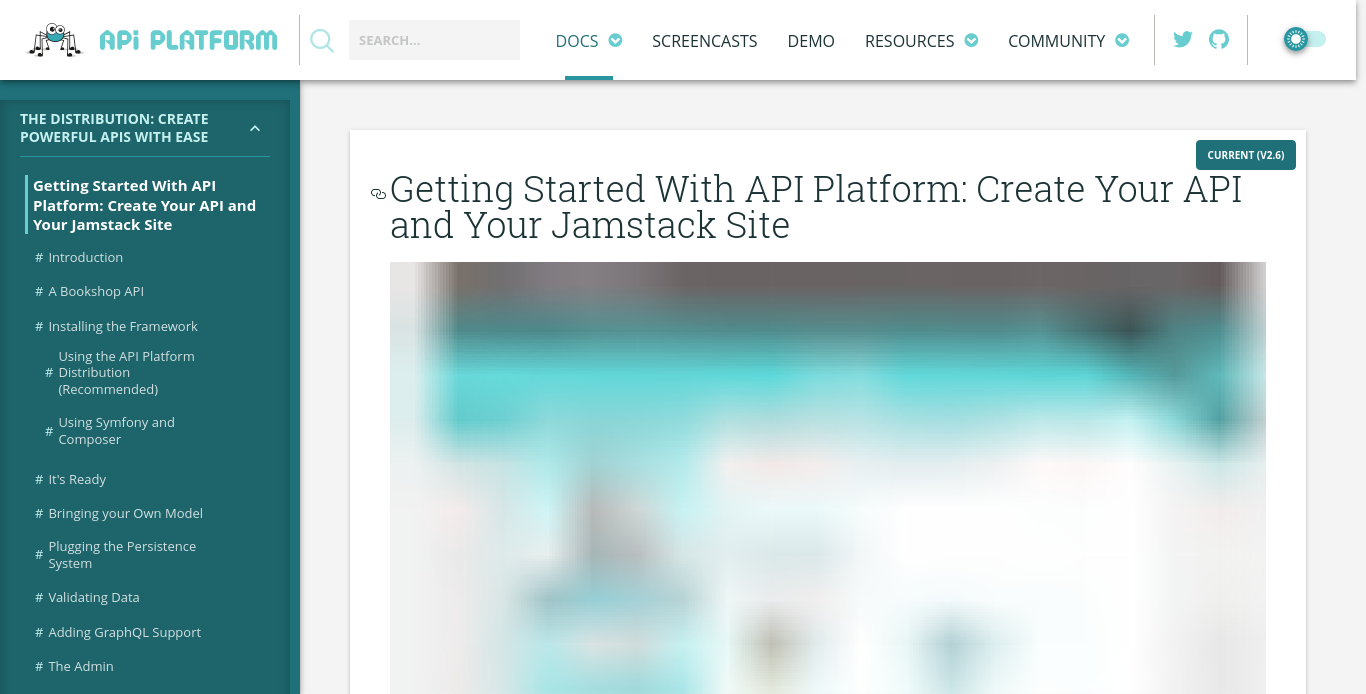 API PLATFORM
SEARCH...
DOCS
SCREENCASTS
DEMO
RESOURCES
COMMUNITY
THE DISTRIBUTION: CREATE
POWERFUL APIS WITH EASE
Getting Started With API
Platform: Create Your API and
Your Jamstack Site
# Introduction
# A Bookshop API
# Installing the Framework
# Using the API Platform
Distribution
(Recommended)
# Using Symfony and
Composer
# It's Ready
# Bringing your Own Model
# Plugging the Persistence
System
# Validating Data
# Adding GraphQL Support
# The Admin
CURRENT (V2.6)
Getting Started With API Platform: Create Your API
and Your Jamstack Site